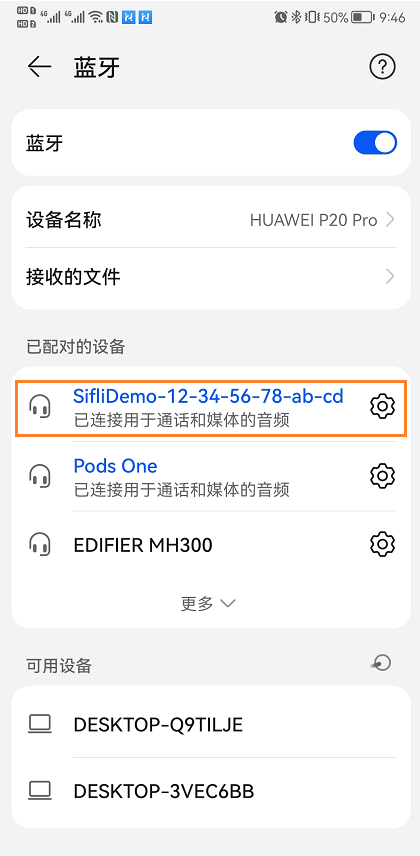 HD 1 4G 4G 50% 9:46
HD 2
蓝牙
蓝牙
设备名称 HUAWEI P20 Pro
接收的文件
已配对的设备
SifliDemo-12-34-56-78-ab-cd
已连接用于通话和媒体的音频
Pods One
已连接用于通话和媒体的音频
EDIFIER MH300
更多
可用设备
DESKTOP-Q9TILJE
DESKTOP-3VEC6BB